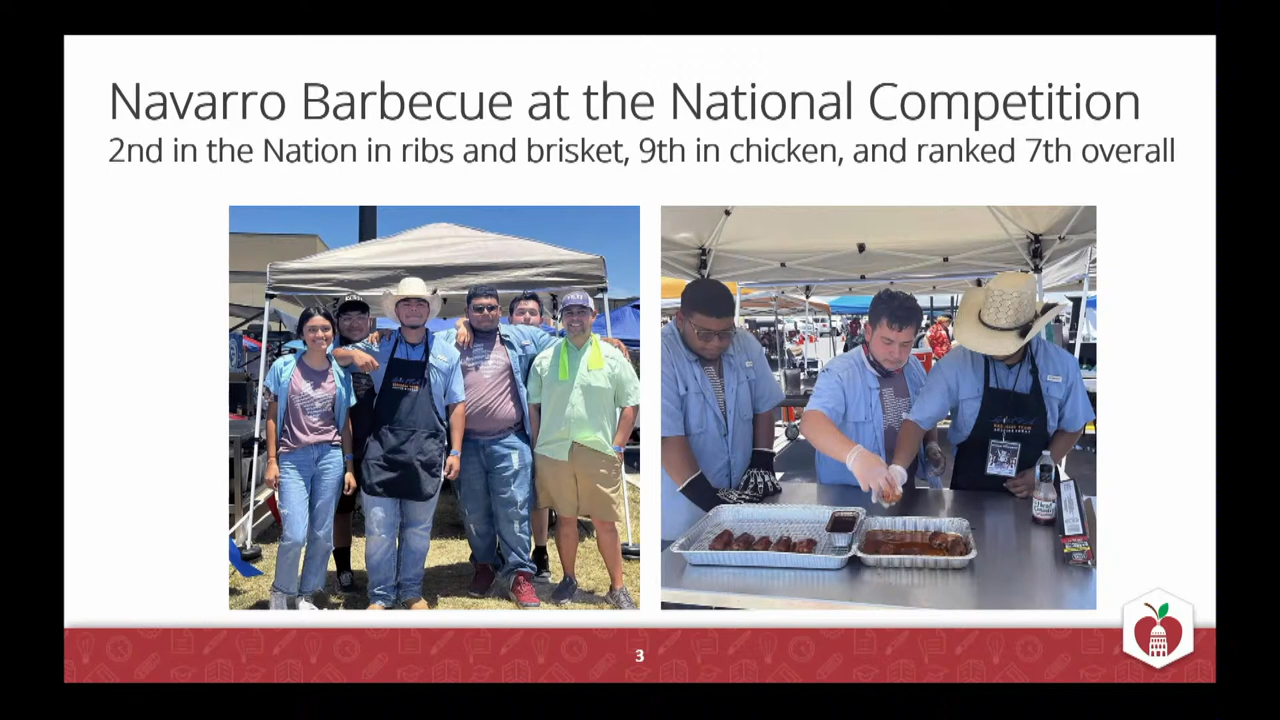 Navarro Barbecue at the National Competition
2nd in the Nation in ribs and brisket, 9th in chicken, and ranked 7th overall
3